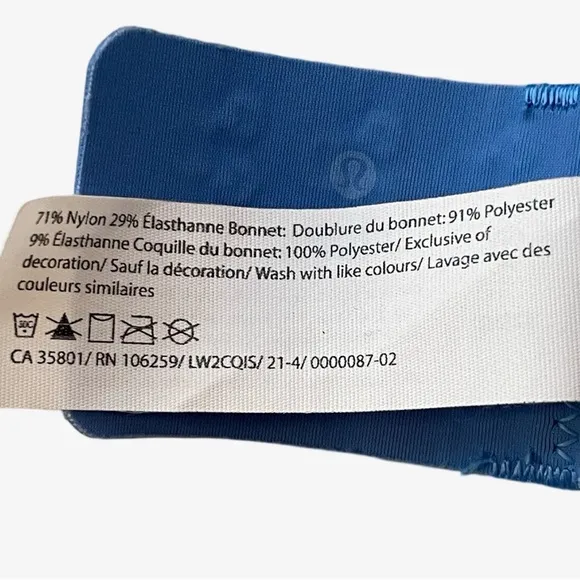 71% Nylon 29% Élasthanne Bonnet: Doublure du bonnet: 91% Polyester
9% Élasthanne Coquille du bonnet: 100% Polyester/ Exclusive of
decoration/ Sauf la décoration/ Wash with like colours/ Lavage avec des
couleurs similaires
30C
CA 35801/ RN 106259/ LW2CQIS/ 21-4/ 0000087-02